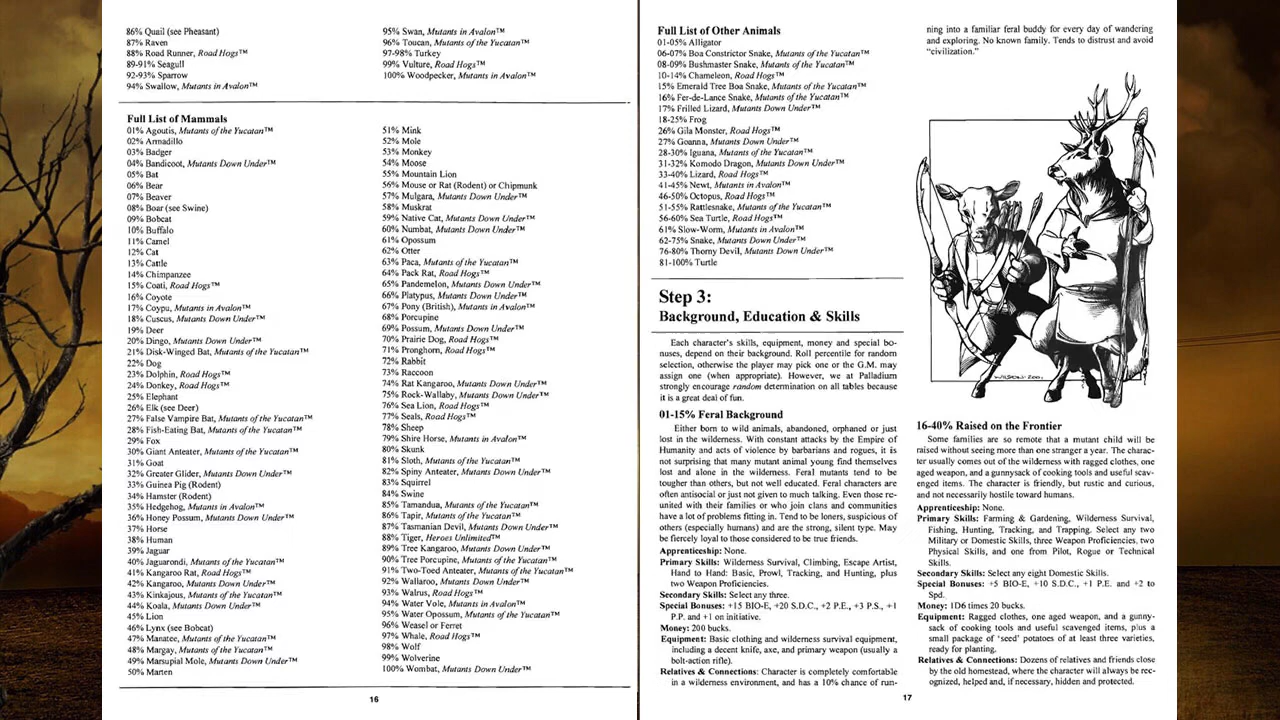 86% Quail (see Pheasant)
87% Raven
88% Road Runner, Road Hogs™
89-91% Seagull
92-93% Sparrow
94% Swallow, Mutants in Avalon™
95% Swan, Mutants in Avalon™
96% Toucan, Mutants of the Yucatan™
97-98% Turkey
99% Vulture, Road Hogs™
100% Woodpecker, Mutants in Avalon™
Full List of Mammals
01% Agoutis, Mutants of the Yucatan™
02% Armadillo
03% Badger
04% Bandicoot, Mutants Down Under™
05% Bat
06% Bear
07% Beaver
08% Boar (see Swine)
09% Bobcat
10% Buffalo
11% Camel
12% Cat
13% Cattle
14% Chimpanzee
15% Coati, Road Hogs™
16% Coyote
17% Coypu, Mutants in Avalon™
18% Cuscus, Mutants Down Under™
19% Deer
20% Dingo, Mutants Down Under™
21% Disk-Winged Bat, Mutants of the Yucatan™
22% Dog
23% Dolphin, Road Hogs™
24% Donkey, Road Hogs™
25% Elephant
26% Elk (see Deer)
27% False Vampire Bat, Mutants of the Yucatan™
28% Fish-Eating Bat, Mutants of the Yucatan™
29% Fox
30% Giant Anteater, Mutants of the Yucatan™
31% Goat
32% Greater Glider, Mutants Down Under™
33% Guinea Pig (Rodent)
34% Hamster (Rodent)
35% Hedgehog, Mutants in Avalon™
36% Honey Possum, Mutants Down Under™
37% Horse
38% Human
39% Jaguar
40% Jaguarondi, Mutants of the Yucatan™
41% Kangaroo Rat, Road Hogs™
42% Kangaroo, Mutants Down Under™
43% Kinkajous, Mutants of the Yucatan™
44% Koala, Mutants Down Under™
45% Lion
46% Lynx (see Bobcat)
47% Manatee, Mutants of the Yucatan™
48% Margay, Mutants of the Yucatan™
49% Marsupial Mole, Mutants Down Under™
50% Marten
51% Mink
52% Mole
53% Monkey
54% Moose
55% Mountain Lion
56% Mouse or Rat (Rodent) or Chipmunk
57% Mulgara, Mutants Down Under™
58% Muskrat
59% Native Cat, Mutants Down Under™
60% Numbat, Mutants Down Under™
61% Opossum
62% Otter
63% Paca, Mutants of the Yucatan™
64% Pack Rat, Road Hogs™
65% Pandemelon, Mutants Down Under™
66% Platypus, Mutants Down Under™
67% Pony (British), Mutants in Avalon™
68% Porcupine
69% Possum, Mutants Down Under™
70% Prairie Dog, Road Hogs™
71% Pronghorn, Road Hogs™
72% Rabbit
73% Raccoon
74% Rat Kangaroo, Mutants Down Under™
75% Rock-Wallaby, Mutants Down Under™
76% Sea Lion, Road Hogs™
77% Seals, Road Hogs™
78% Sheep
79% Shire Horse, Mutants in Avalon™
80% Skunk
81% Sloth, Mutants of the Yucatan™
82% Spiny Anteater, Mutants Down Under™
83% Squirrel
84% Swine
85% Tamandua, Mutants of the Yucatan™
86% Tapir, Mutants of the Yucatan™
87% Tasmanian Devil, Mutants Down Under™
88% Tiger, Heroes Unlimited™
89% Tree Kangaroo, Mutants Down Under™
90% Tree Porcupine, Mutants of the Yucatan™
91% Two-Toed Anteater, Mutants of the Yucatan™
92% Wallaroo, Mutants Down Under™
93% Walrus, Road Hogs™
94% Water Vole, Mutants in Avalon™
95% Water Opossum, Mutants of the Yucatan™
96% Weasel or Ferret
97% Whale, Road Hogs™
98% Wolf
99% Wolverine
100% Wombat, Mutants Down Under™
16
Full List of Other Animals
01-05% Alligator
06-07% Boa Constrictor Snake, Mutants of the Yucatan™
08-09% Bushmaster Snake, Mutants of the Yucatan™
10-14% Chameleon, Road Hogs™
15% Emerald Tree Boa Snake, Mutants of the Yucatan™
16% Fer-de-Lance Snake, Mutants of the Yucatan™
17% Frilled Lizard, Mutants Down Under™
18-25% Frog
26% Gila Monster, Road Hogs™
27% Goanna, Mutants Down Under™
28-30% Iguana, Mutants of the Yucatan™
31-32% Komodo Dragon, Mutants Down Under™
33-40% Lizard, Road Hogs™
41-45% Newt, Mutants in Avalon™
46-50% Octopus, Road Hogs™
51-55% Rattlesnake, Mutants of the Yucatan™
56-60% Sea Turtle, Road Hogs™
61% Slow-Worm, Mutants in Avalon™
62-75% Snake, Mutants Down Under™
76-80% Thorny Devil, Mutants Down Under™
81-100% Turtle
Step 3:
Background, Education & Skills
Each character's skills, equipment, money and special bo-
nuses, depend on their background. Roll percentile for random
selection, otherwise the player may pick one or the G.M. may
assign one (when appropriate). However, we at Palladium
strongly encourage random determination on all tables because
it is a great deal of fun.
01-15% Feral Background
Either born to wild animals, abandoned, orphaned or just
lost in the wilderness. With constant attacks by the Empire of
Humanity and acts of violence by barbarians and rogues, it is
not surprising that many mutant animal young find themselves
lost and alone in the wilderness. Feral mutants tend to be
tougher than others, but not well educated. Feral characters are
often antisocial or just not given to much talking. Even those re-
united with their families or who join clans and communities
have a lot of problems fitting in. Tend to be loners, suspicious of
others (especially humans) and are the strong, silent type. May
be fiercely loyal to those considered to be true friends.
Apprenticeship: None.
Primary Skills: Wilderness Survival, Climbing, Escape Artist,
Hand to Hand: Basic, Prowl, Tracking, and Hunting, plus
two Weapon Proficiencies.
Secondary Skills: Select any three.
Special Bonuses: +15 BIO-E, +20 S.D.C., +2 P.E., +3 P.S., +1
P.P. and +1 on initiative.
Money: 200 bucks.
Equipment: Basic clothing and wilderness survival equipment,
including a decent knife, axe, and primary weapon (usually a
bolt-action rifle).
Relatives & Connections: Character is completely comfortable
in a wilderness environment, and has a 10% chance of run-
ning into a familiar feral buddy for every day of wandering
and exploring. No known family. Tends to distrust and avoid
"civilization."
WILSON 2001.
16-40% Raised on the Frontier
Some families are so remote that a mutant child will be
raised without seeing more than one stranger a year. The charac-
ter usually comes out of the wilderness with ragged clothes, one
aged weapon, and a gunnysack of cooking tools and useful scav-
enged items. The character is friendly, but rustic and curious,
and not necessarily hostile toward humans.
Apprenticeship: None.
Primary Skills: Farming & Gardening, Wilderness Survival,
Fishing, Hunting, Tracking, and Trapping. Select any two
Military or Domestic Skills, three Weapon Proficiencies, two
Physical Skills, and one from Pilot, Rogue or Technical
Skills.
Secondary Skills: Select any eight Domestic Skills.
Special Bonuses: +5 BIO-E, +10 S.D.C., +1 P.E. and +2 to
Spd.
Money: 1D6 times 20 bucks.
Equipment: Ragged clothes, one aged weapon, and a gunny-
sack of cooking tools and useful scavenged items, plus a
small package of 'seed' potatoes of at least three varieties,
ready for planting.
Relatives & Connections: Dozens of relatives and friends close
by the old homestead, where the character will always be rec-
ognized, helped and, if necessary, hidden and protected.
17